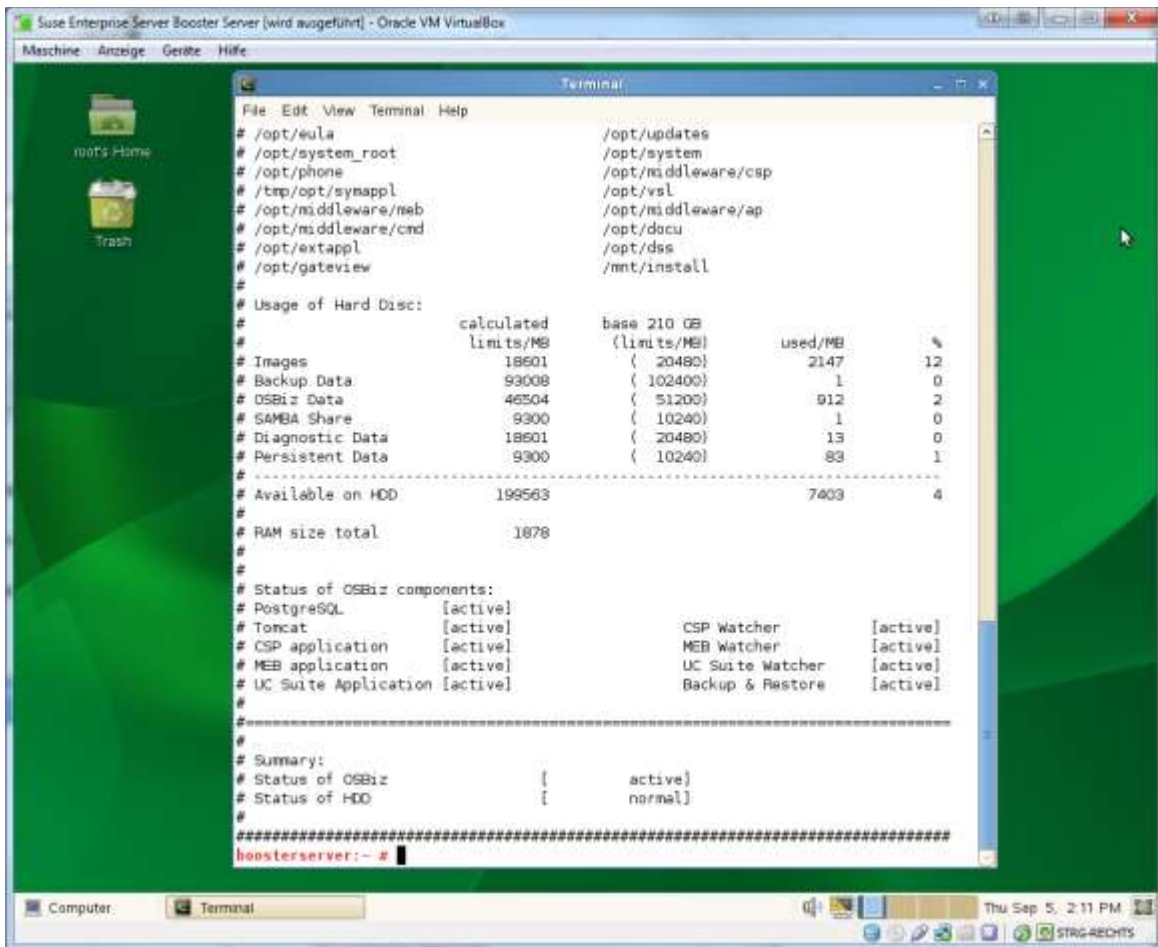 Suse Enterprise Server Booster Server [wird ausgeführt] - Oracle VM VirtualBox
Maschine Anzeige Geräte Hilfe
root's Home
Trash
Terminal
File Edit View Terminal Help
# /opt/eula /opt/updates
# /opt/system_root /opt/system
# /opt/phone /opt/middleware/csp
# /tmp/opt/symappl /opt/vsl
# /opt/middleware/meb /opt/middleware/ap
# /opt/middleware/cmd /opt/docu
# /opt/extappl /opt/dss
# /opt/gateview /mnt/install
#
# Usage of Hard Disc:
# calculated base 210 GB
# limits/MB (limits/MB) used/MB %
# Images 18601 ( 20480) 2147 12
# Backup Data 93008 ( 102400) 1 0
# OSBiz Data 46504 ( 51200) 912 2
# SAMBA Share 9300 ( 10240) 1 0
# Diagnostic Data 18601 ( 20480) 13 0
# Persistent Data 9300 ( 10240) 83 1
# --------------------------------------------------------------------------------
# Available on HDD 199563 7403 4
#
# RAM size total 1878
#
#
# Status of OSBiz components:
# PostgreSQL [active]
# Tomcat [active] CSP Watcher [active]
# CSP application [active] MEB Watcher [active]
# MEB application [active] UC Suite Watcher [active]
# UC Suite Application [active] Backup & Restore [active]
#
#================================================================================
#
# Summary:
# Status of OSBiz [ active]
# Status of HDD [ normal]
#
################################################################################
boosterserver:~ #
Computer Terminal Thu Sep 5, 2:11 PM
STRG-RECHTS